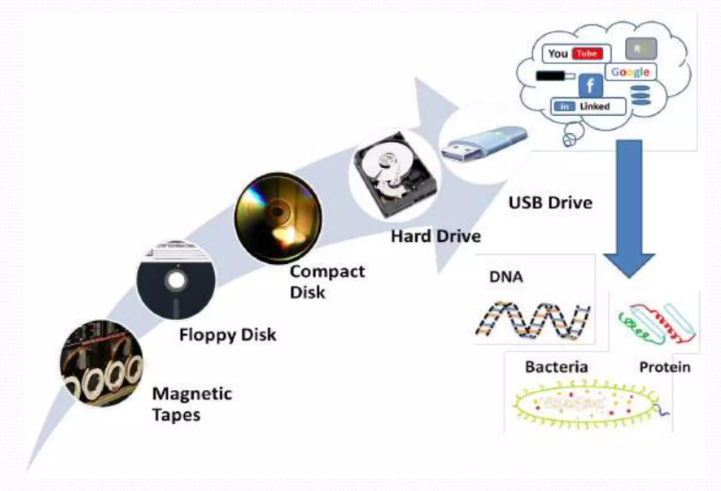 You Tube
R
Google
f
in Linked
USB Drive
Hard Drive
Compact
Disk
DNA
Floppy Disk
Bacteria
Protein
Magnetic
Tapes